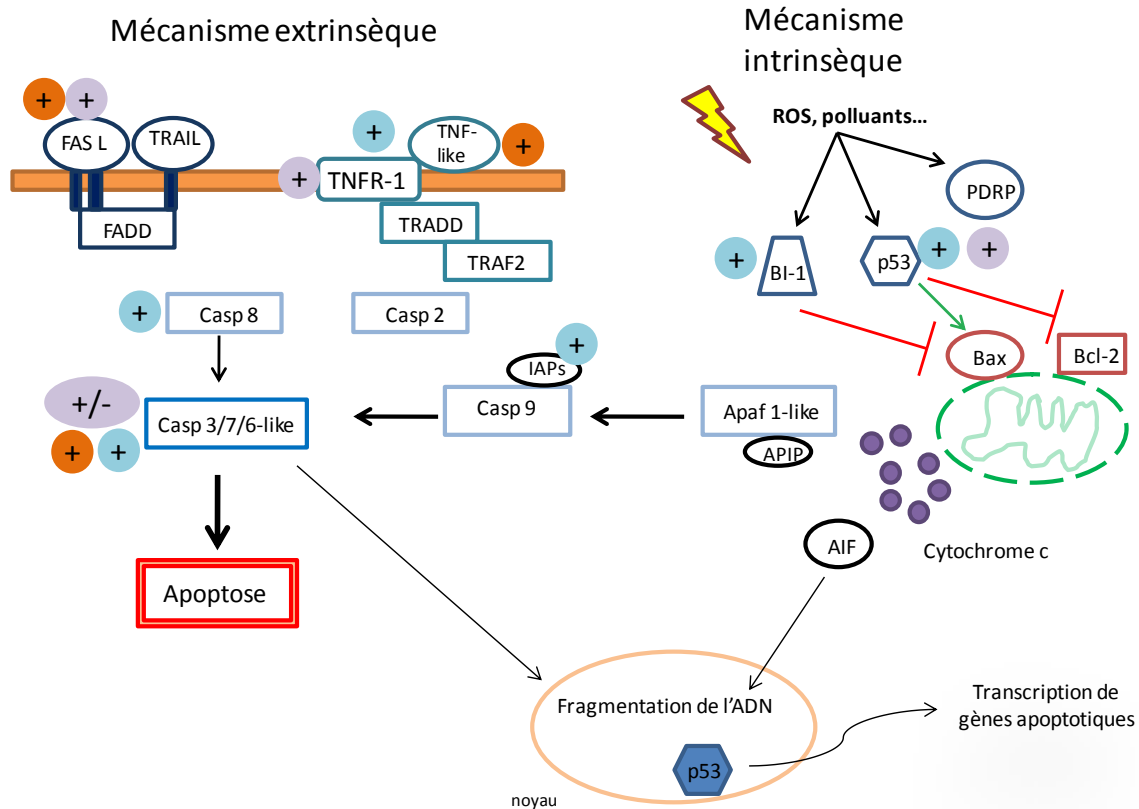 Mécanisme extrinsèque
Mécanisme
intrinsèque
ROS, polluants...
+
+
FAS L
TRAIL
FADD
+
TNF-
like
+
+
TNFR-1
TRADD
TRAF2
PDRP
+
BI-1
p53
+
+
+
Casp 8
Casp 2
Bax
Bcl-2
+
IAPs
Casp 9
Apaf 1-like
APIP
+/-
Casp 3/7/6-like
+
+
AIF
Cytochrome c
Apoptose
Fragmentation de l'ADN
p53
noyau
Transcription de
gènes apoptotiques